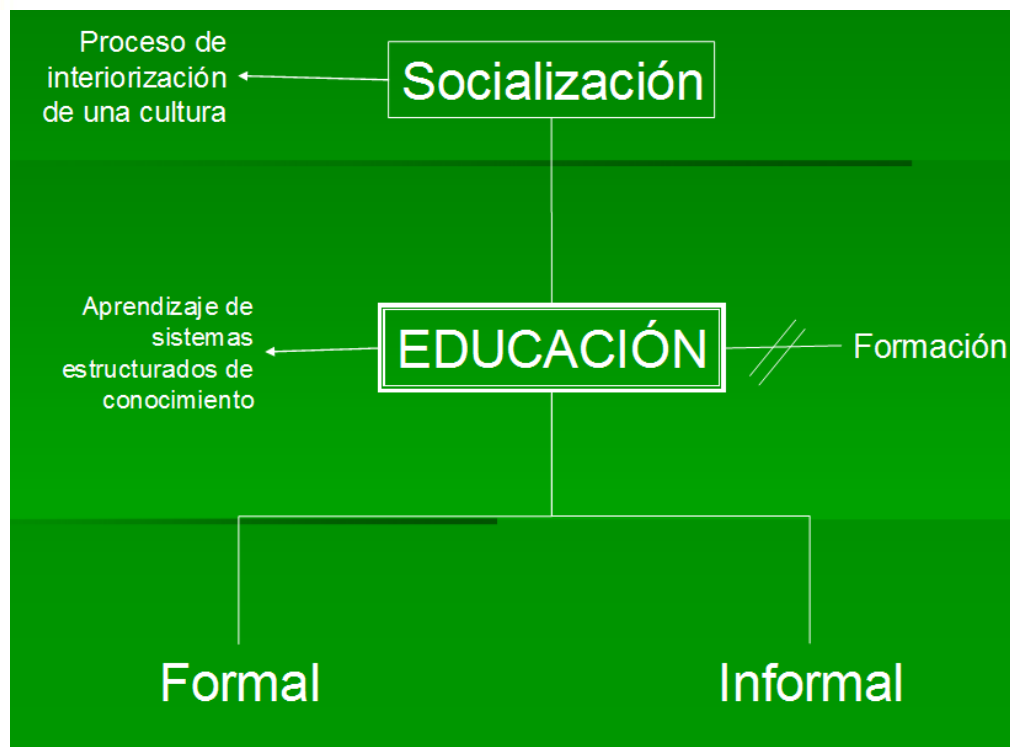 Proceso de
interiorización
de una cultura
Socialización
Aprendizaje de
sistemas
estructurados de
conocimiento
EDUCACIÓN
Formación
Formal
Informal